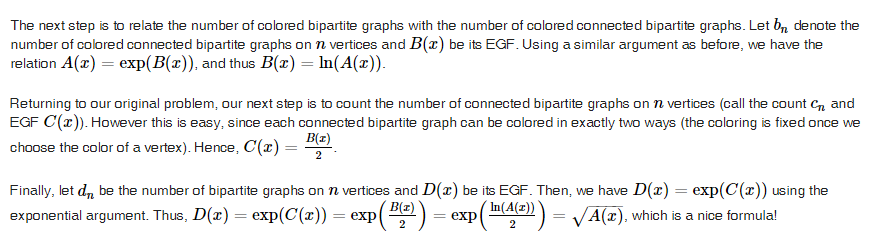 The next step is to relate the number of colored bipartite graphs with the number of colored connected bipartite graphs. Let $b_n$ denote the
number of colored connected bipartite graphs on $n$ vertices and $B(x)$ be its EGF. Using a similar argument as before, we have the
relation $A(x) = \exp(B(x))$, and thus $B(x) = \ln(A(x))$.
Returning to our original problem, our next step is to count the number of connected bipartite graphs on $n$ vertices (call the count $c_n$ and
EGF $C(x)$). However this is easy, since each connected bipartite graph can be colored in exactly two ways (the coloring is fixed once we
choose the color of a vertex). Hence, $C(x) = \frac{B(x)}{2}$.
Finally, let $d_n$ be the number of bipartite graphs on $n$ vertices and $D(x)$ be its EGF. Then, we have $D(x) = \exp(C(x))$ using the
exponential argument. Thus, $D(x) = \exp(C(x)) = \exp\left(\frac{B(x)}{2}\right) = \exp\left(\frac{\ln(A(x))}{2}\right) = \sqrt{A(x)}$, which is a nice formula!